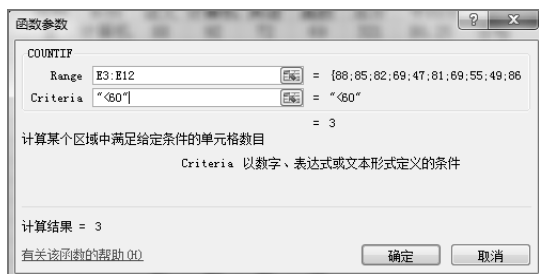 函数参数
COUNTIF
Range E3:E12 = {88;85;82;69;47;81;69;55;49;86
Criteria "<60" = "<60"
= 3
计算某个区域中满足给定条件的单元格数目
Criteria 以数字、表达式或文本形式定义的条件
计算结果 = 3
有关该函数的帮助(H)
确定 取消